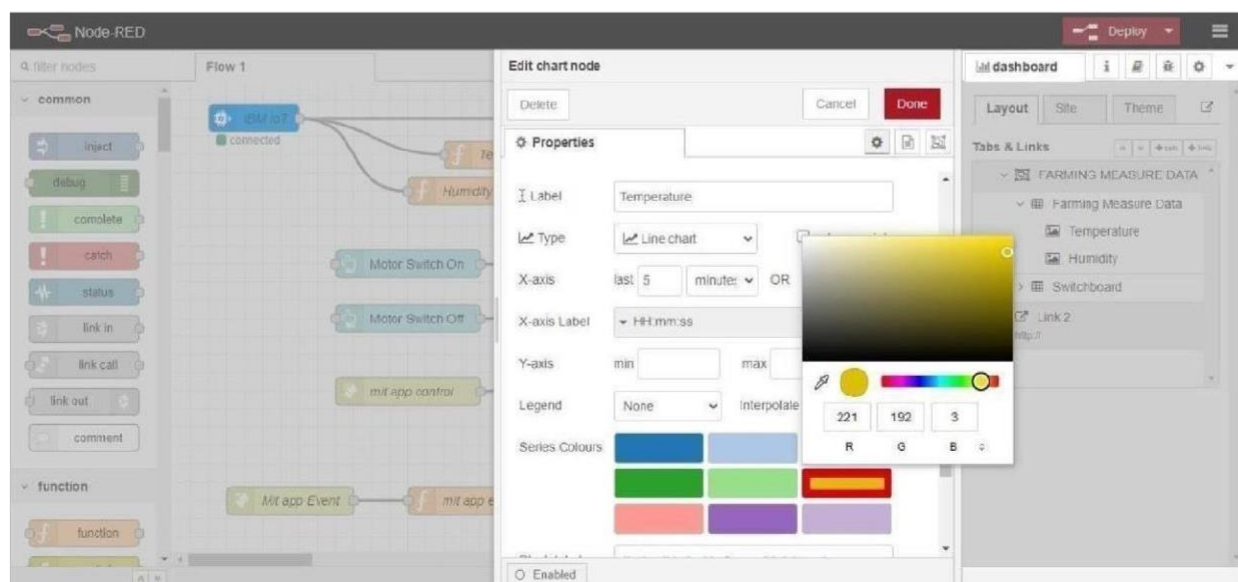 Node-RED
Deploy
filter nodes
common
inject
debug
complete
catch
status
link in
link call
link out
comment
function
function
Flow 1
IBM IoT
connected
Te
Humidity
Motor Switch On
Motor Switch Off
mit app control
Mit app Event
mit app e
Edit chart node
Delete
Cancel
Done
Properties
Label
Temperature
Type
Line chart
X-axis
last 5 minutes OR
X-axis Label
HH:mm:ss
Y-axis
min
max
Legend
None
Interpolate
Series Colours
221 192 3
R G B
Enabled
dashboard
Layout
Site
Theme
Tabs & Links
FARMING MEASURE DATA
Farming Measure Data
Temperature
Humidity
Switchboard
Link 2
http://